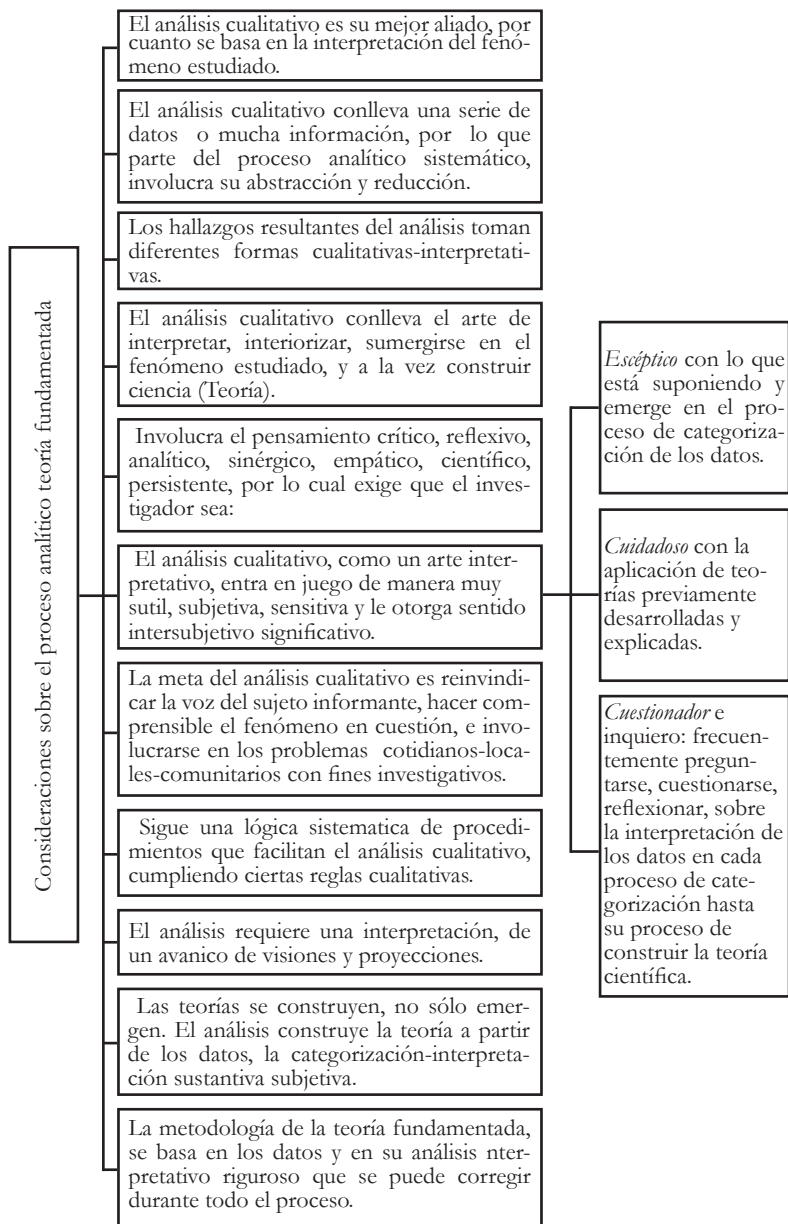 Consideraciones sobre el proceso analítico teoría fundamentada
El análisis cualitativo es su mejor aliado, por
cuanto se basa en la interpretación del fenó-
meno estudiado.
El análisis cualitativo conlleva una serie de
datos o mucha información, por lo que
parte del proceso analítico sistemático,
involucra su abstracción y reducción.
Los hallazgos resultantes del análisis toman
diferentes formas cualitativas-interpretati-
vas.
El análisis cualitativo conlleva el arte de
interpretar, interiorizar, sumergirse en el
fenómeno estudiado, y a la vez construir
ciencia (Teoría).
Involucra el pensamiento crítico, reflexivo,
analítico, sinérgico, empático, científico,
persistente, por lo cual exige que el inves-
tigador sea:
El análisis cualitativo, como un arte inter-
pretativo, entra en juego de manera muy
sutil, subjetiva, sensitiva y le otorga sentido
intersubjetivo significativo.
La meta del análisis cualitativo es reinvindi-
car la voz del sujeto informante, hacer com-
prensible el fenómeno en cuestión, e invo-
lucrarse en los problemas cotidianos-loca-
les-comunitarios con fines investigativos.
Sigue una lógica sistematica de procedi-
mientos que facilitan el análisis cualitativo,
cumpliendo ciertas reglas cualitativas.
El análisis requiere una interpretación, de
un avanico de visiones y proyecciones.
Las teorías se construyen, no sólo emer-
gen. El análisis construye la teoría a partir
de los datos, la categorización-interpreta-
ción sustantiva subjetiva.
La metodología de la teoría fundamentada,
se basa en los datos y en su análisis nter-
pretativo riguroso que se puede corregir
durante todo el proceso.
Escéptico con lo que
está suponiendo y
emerge en el pro-
ceso de categoriza-
ción de los datos.
Cuidadoso con la
aplicación de teo-
rías previamente
desarrolladas y
explicadas.
Cuestionador e
inquiero: frecuen-
temente pregun-
tarse, cuestionarse,
reflexionar, sobre
la interpretación de
los datos en cada
proceso de cate-
gorización hasta
su proceso de
construir la teoría
científica.